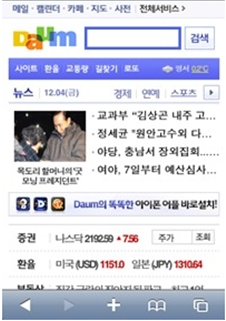 메일 · 캘린더 · 카페 · 지도 · 사전 | 전체서비스 >
Daum
검색
사이트 환율 교통량 길찾기 로또
영서 0.2℃
뉴스 12.04(금) 경제 | 연예 | 스포츠
· 교과부 “김상곤 내주 고…
· 정세균 "원안고수외 다…
· 야당, 충남서 장외집회……
· 여야, 7일부터 예산심사…
목도리 할머니의'굿
모닝 프레지던트'
Daum의 똑똑한 아이폰 어플 바로설치!
증권 나스닥 2192.59 ▲ 7.56 주가 조회
환율 미국 (USD) 1151.0 일본 (JPY) 1310.64